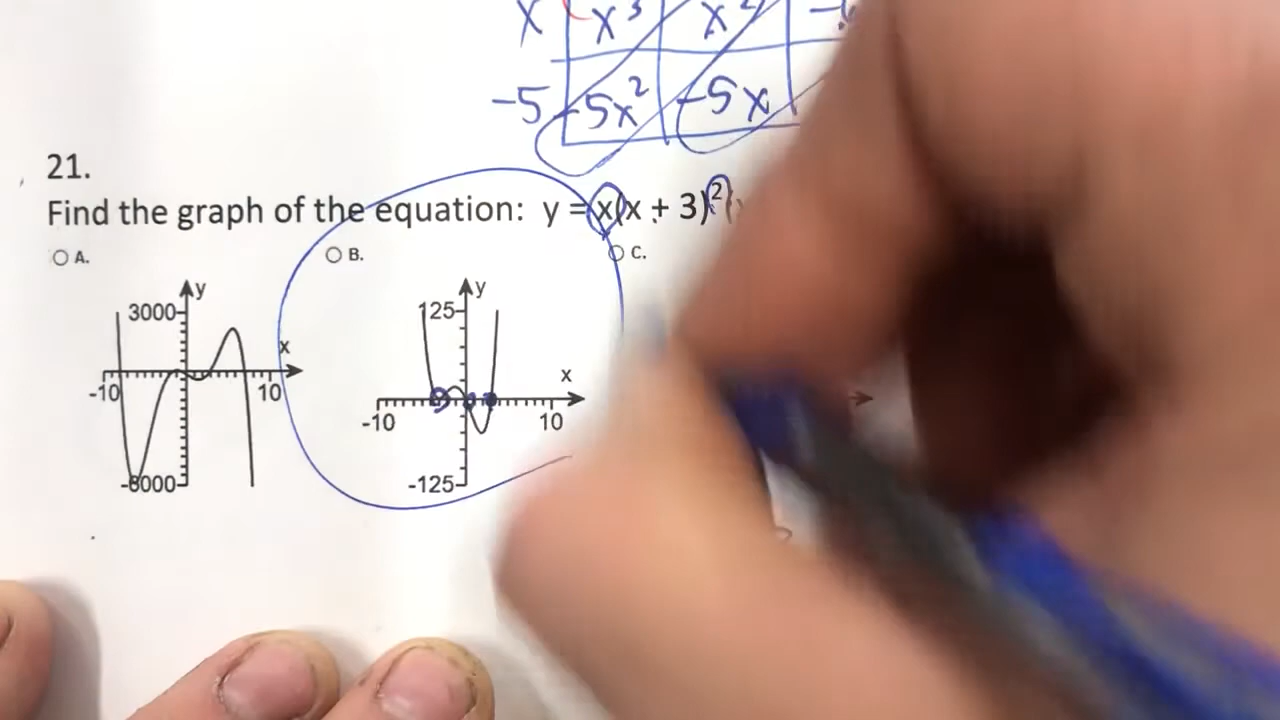 x x³ x²
-5 -5x² -5x
21.
Find the graph of the equation: y = x(x + 3)²(
A. B. C.
y y
3000 125
x x
-10 10 -10 10
-8000 -125